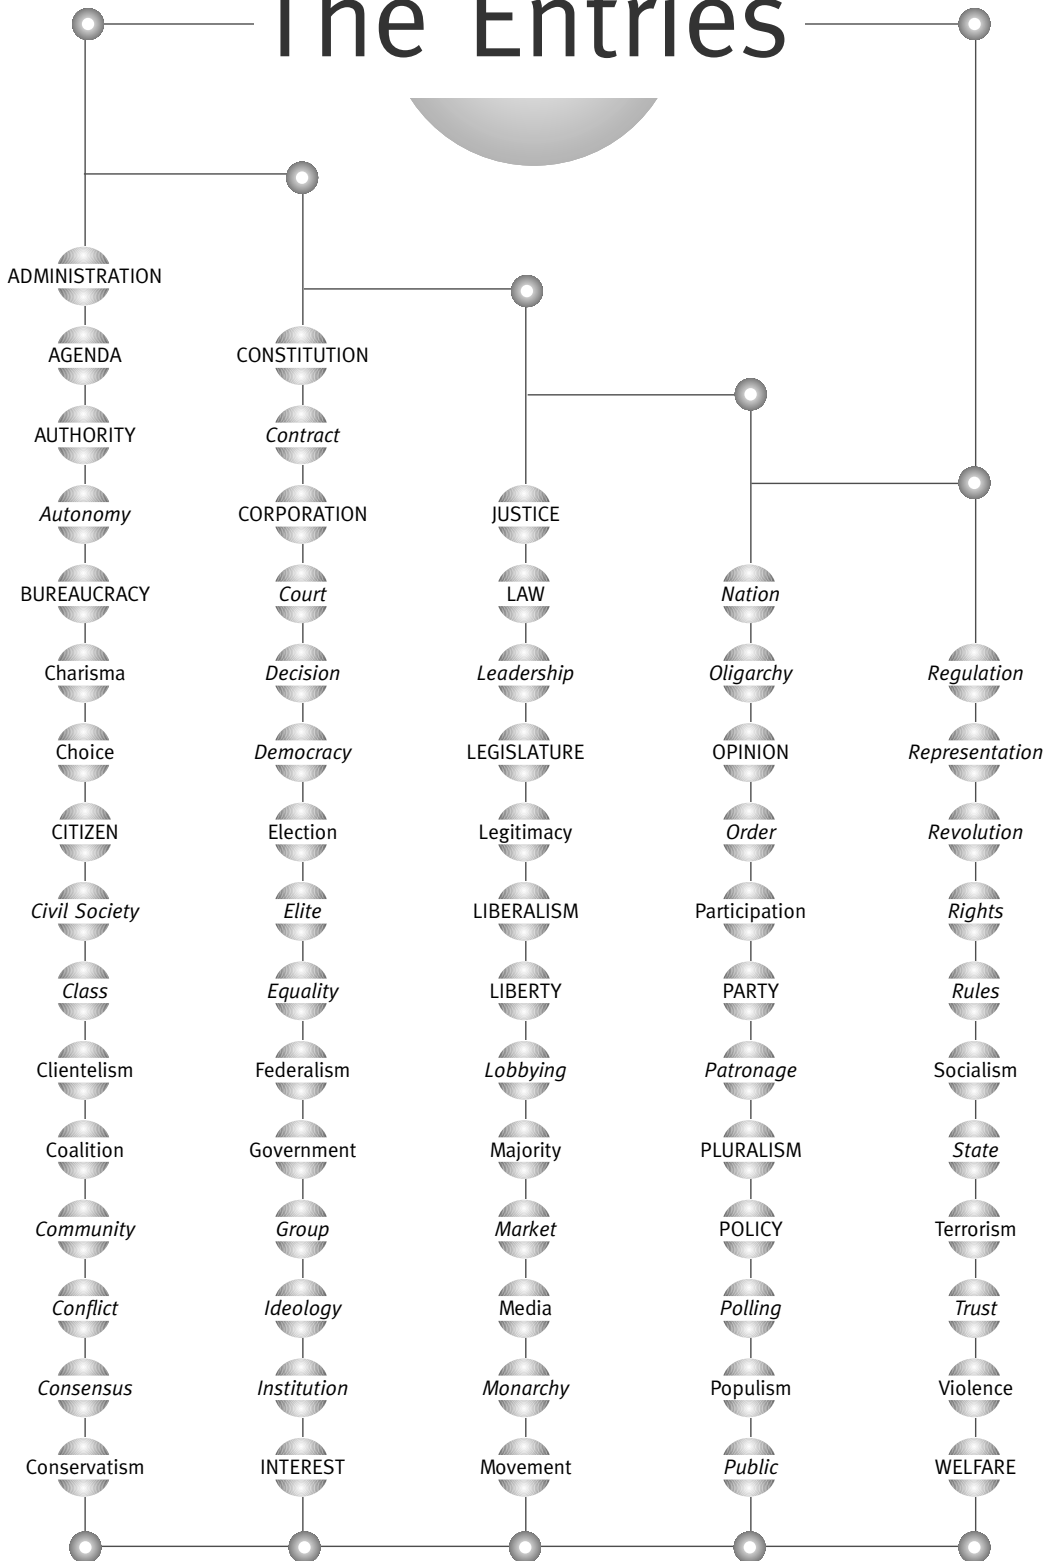 The Entries
ADMINISTRATION
AGENDA
AUTHORITY
Autonomy
BUREAUCRACY
Charisma
Choice
CITIZEN
Civil Society
Class
Clientelism
Coalition
Community
Conflict
Consensus
Conservatism
CONSTITUTION
Contract
CORPORATION
Court
Decision
Democracy
Election
Elite
Equality
Federalism
Government
Group
Ideology
Institution
INTEREST
JUSTICE
LAW
Leadership
LEGISLATURE
Legitimacy
LIBERALISM
LIBERTY
Lobbying
Majority
Market
Media
Monarchy
Movement
Nation
Oligarchy
OPINION
Order
Participation
PARTY
Patronage
PLURALISM
POLICY
Polling
Populism
Public
Regulation
Representation
Revolution
Rights
Rules
Socialism
State
Terrorism
Trust
Violence
WELFARE